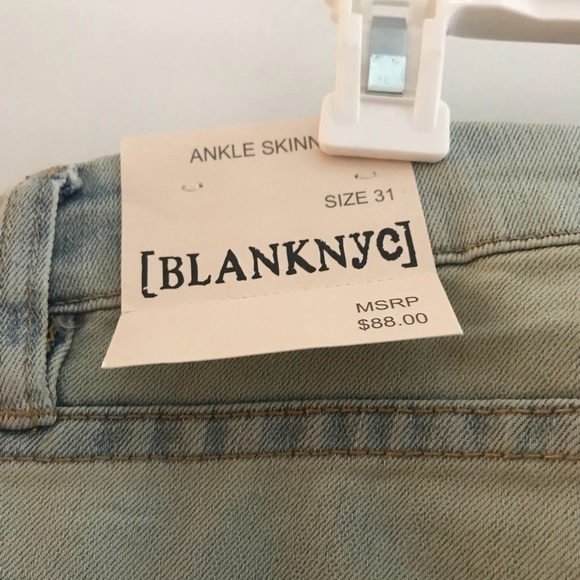 ANKLE SKINN
SIZE 31
[BLANKNYC]
MSRP
$88.00